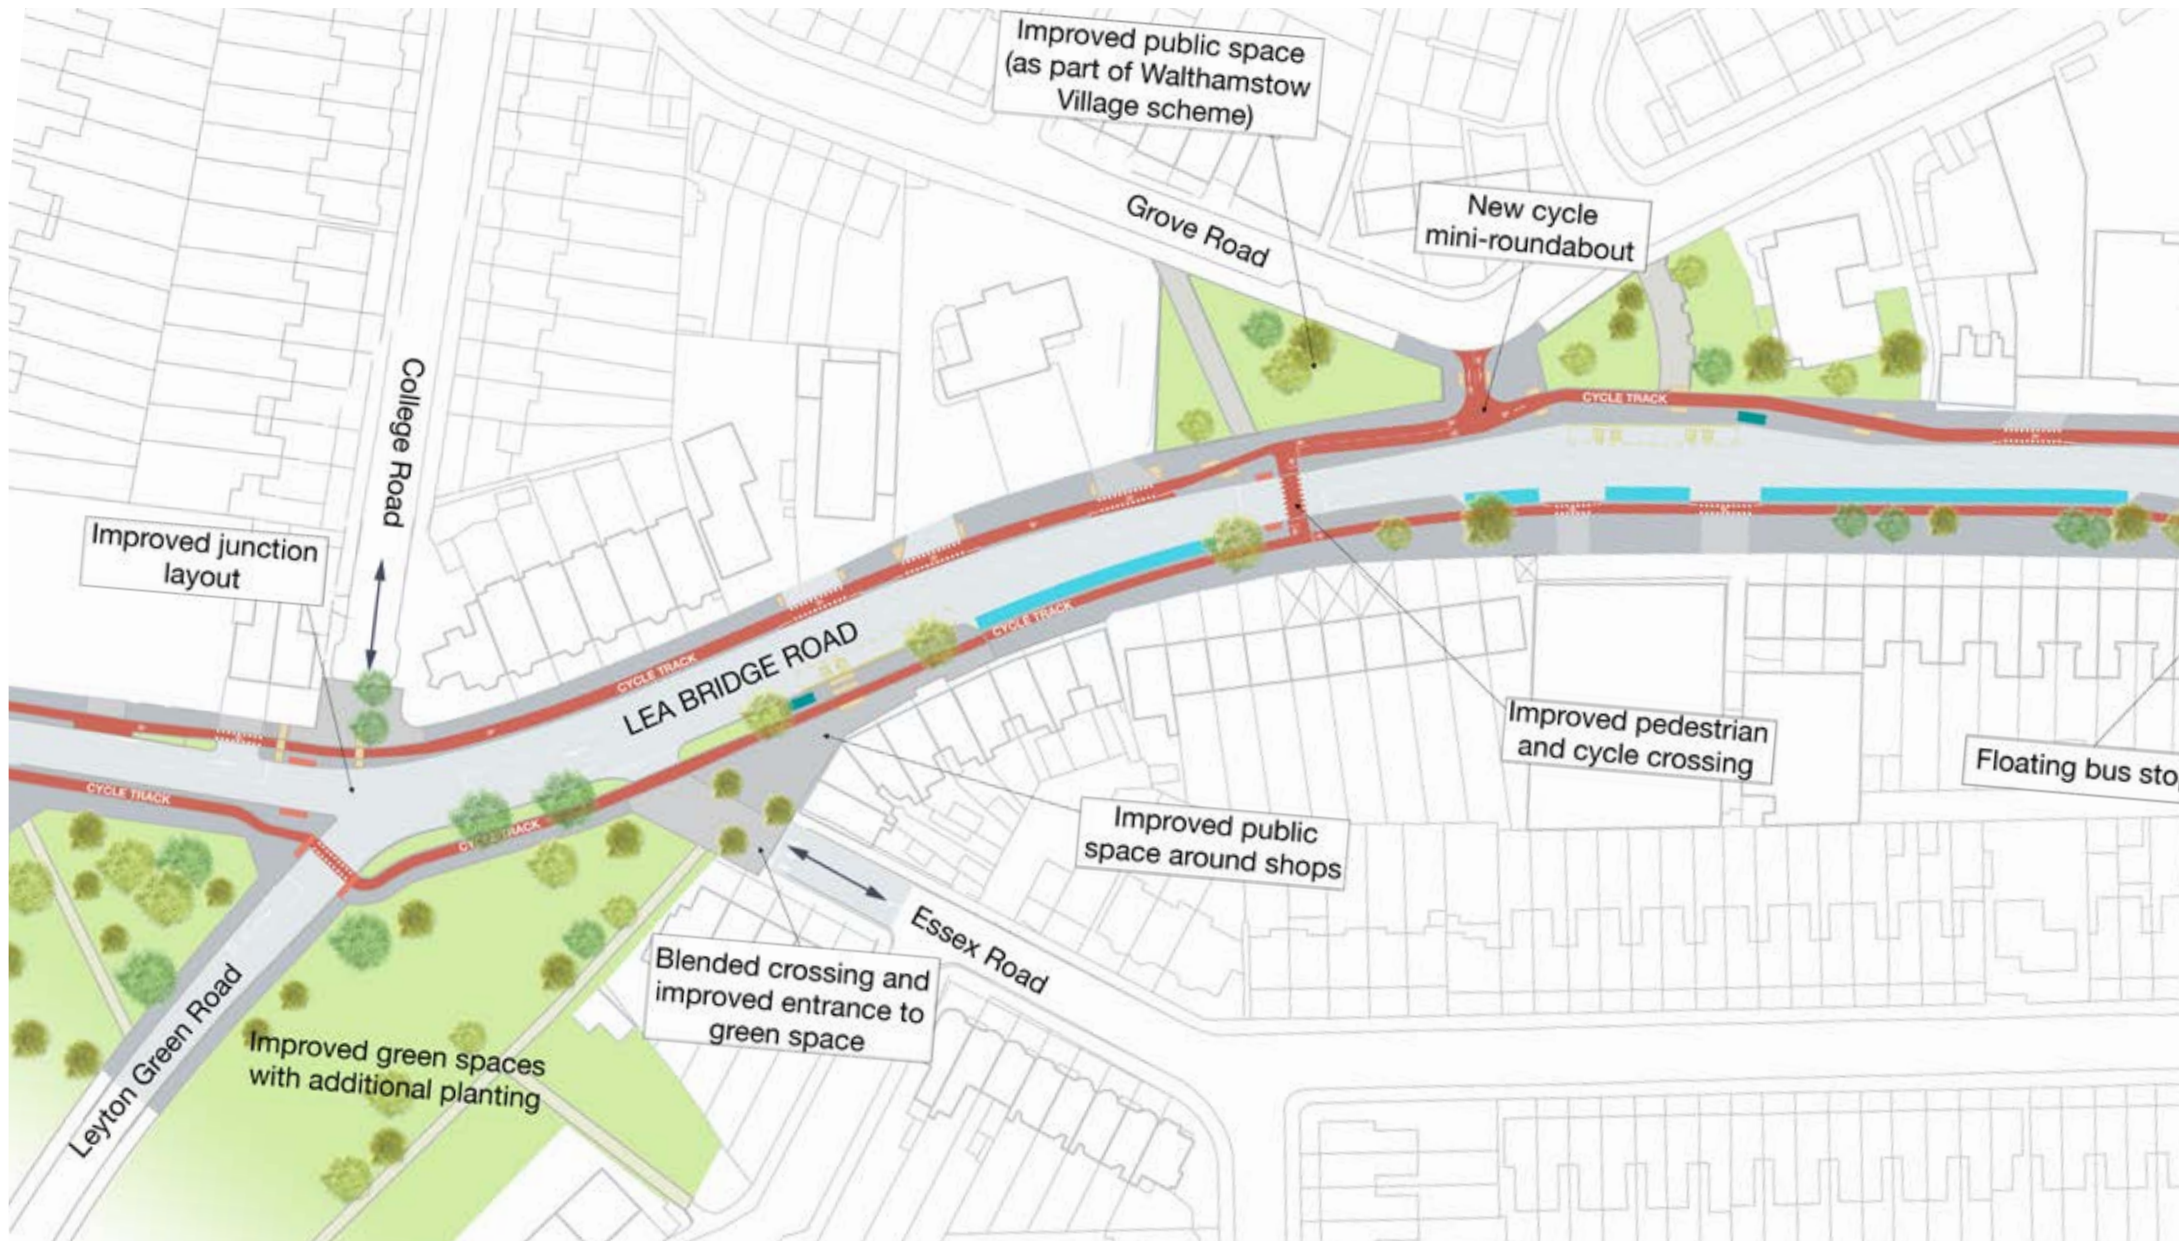 Improved public space
(as part of Walthamstow
Village scheme)
Grove Road
New cycle
mini-roundabout
College Road
CYCLE TRACK
Improved junction
layout
CYCLE TRACK
CYCLE TRACK
LEA BRIDGE ROAD
Improved pedestrian
and cycle crossing
Floating bus sto
CYCLE TRACK
Improved public
space around shops
TRACK
Essex Road
Blended crossing and
improved entrance to
green space
Leyton Green Road
Improved green spaces
with additional planting